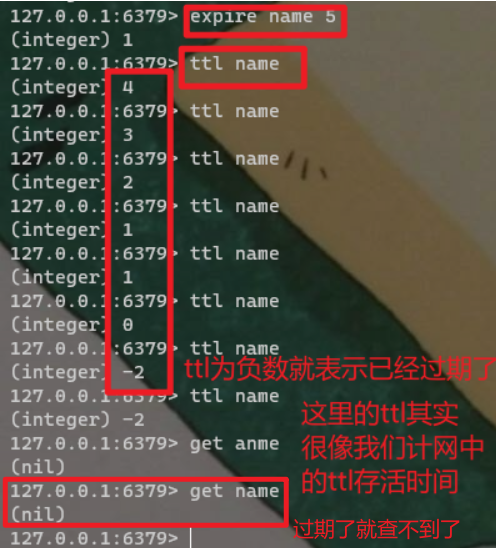 127.0.0.1:6379> expire name 5
(integer) 1
127.0.0.1:6379> ttl name
(integer) 4
127.0.0.1:6379> ttl name
(integer) 3
127.0.0.1:6379> ttl name
(integer) 2
127.0.0.1:6379> ttl name
(integer) 1
127.0.0.1:6379> ttl name
(integer) 1
127.0.0.1:6379> ttl name
(integer) 0
127.0.0.1:6379> ttl name
(integer) -2
ttl为负数就表示已经过期了
127.0.0.1:6379> ttl name
(integer) -2
这里的ttl其实
很像我们计网中
的ttl存活时间
127.0.0.1:6379> get anme
(nil)
127.0.0.1:6379> get name
(nil)
过期了就查不到了
127.0.0.1:6379>